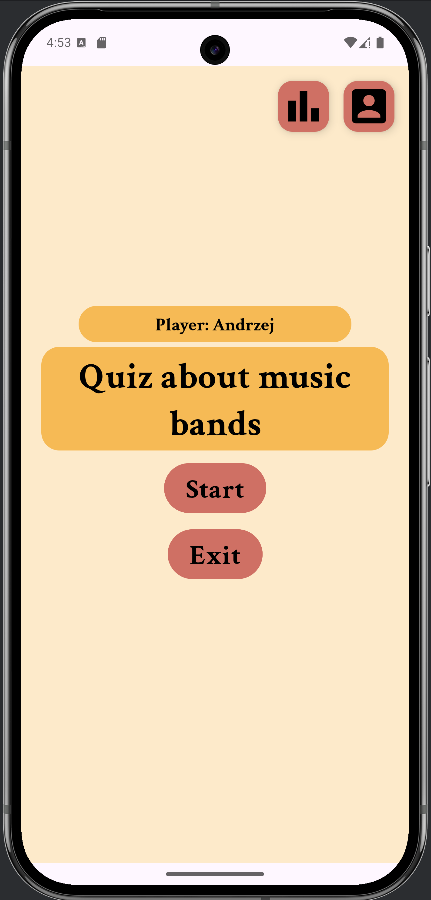 4:53
Player: Andrzej
Quiz about music
bands
Start
Exit